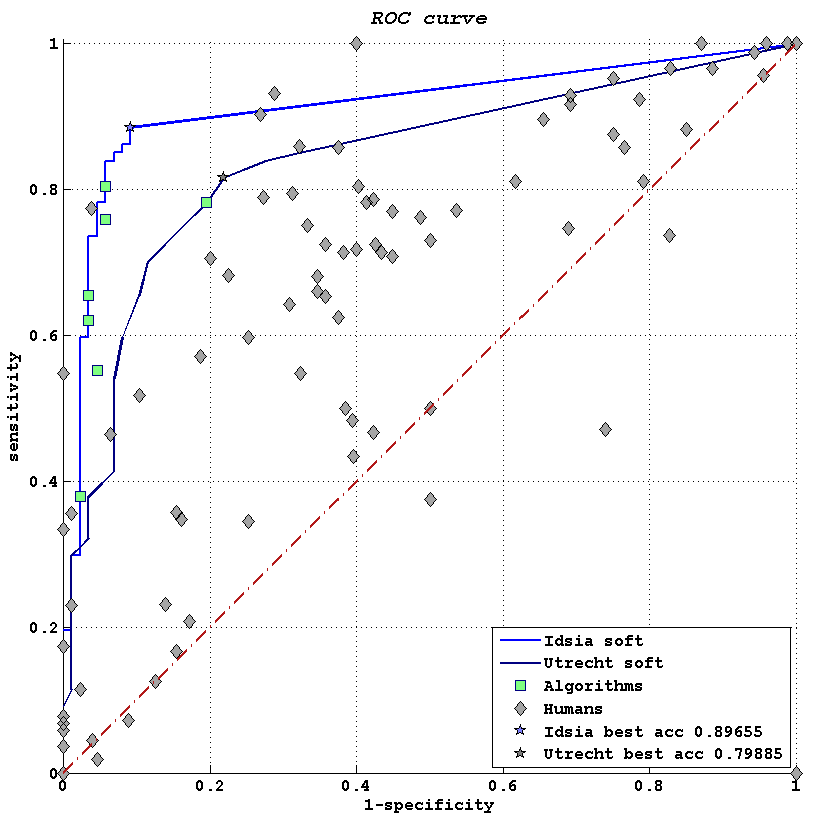 ROC curve
1
0.8
0.6
0.4
0.2
0
sensitivity
0
0.2
0.4
0.6
0.8
1
1-specificity
Idsia soft
Utrecht soft
Algorithms
Humans
Idsia best acc 0.89655
Utrecht best acc 0.79885